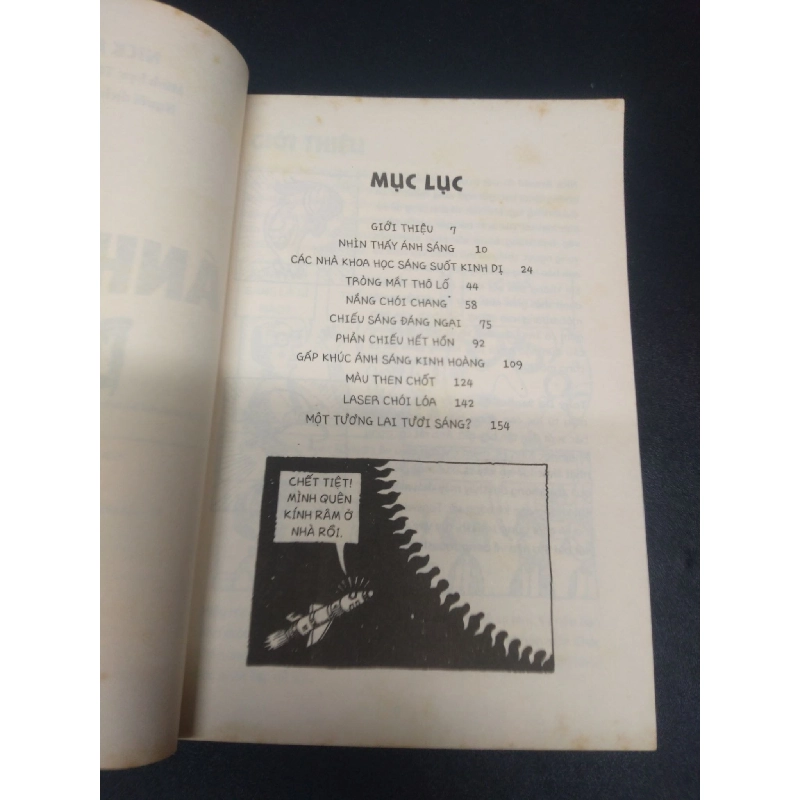 MỤC LỤC
GIỚI THIỆU 7
NHÌN THẤY ÁNH SÁNG 10
CÁC NHÀ KHOA HỌC SÁNG SUỐT KINH DỊ 24
TRÒNG MẮT THÔ LỐ 44
NẮNG CHÓI CHANG 58
CHIẾU SÁNG ĐÁNG NGẠI 75
PHẢN CHIẾU HẾT HỒN 92
GẤP KHÚC ÁNH SÁNG KINH HOÀNG 109
MÀU THEN CHỐT 124
LASER CHÓI LÓA 142
MỘT TƯƠNG LAI TƯƠI SÁNG? 154
CHẾT TIỆT!
MÌNH QUÊN
KÍNH RÂM Ở
NHÀ RỒI.